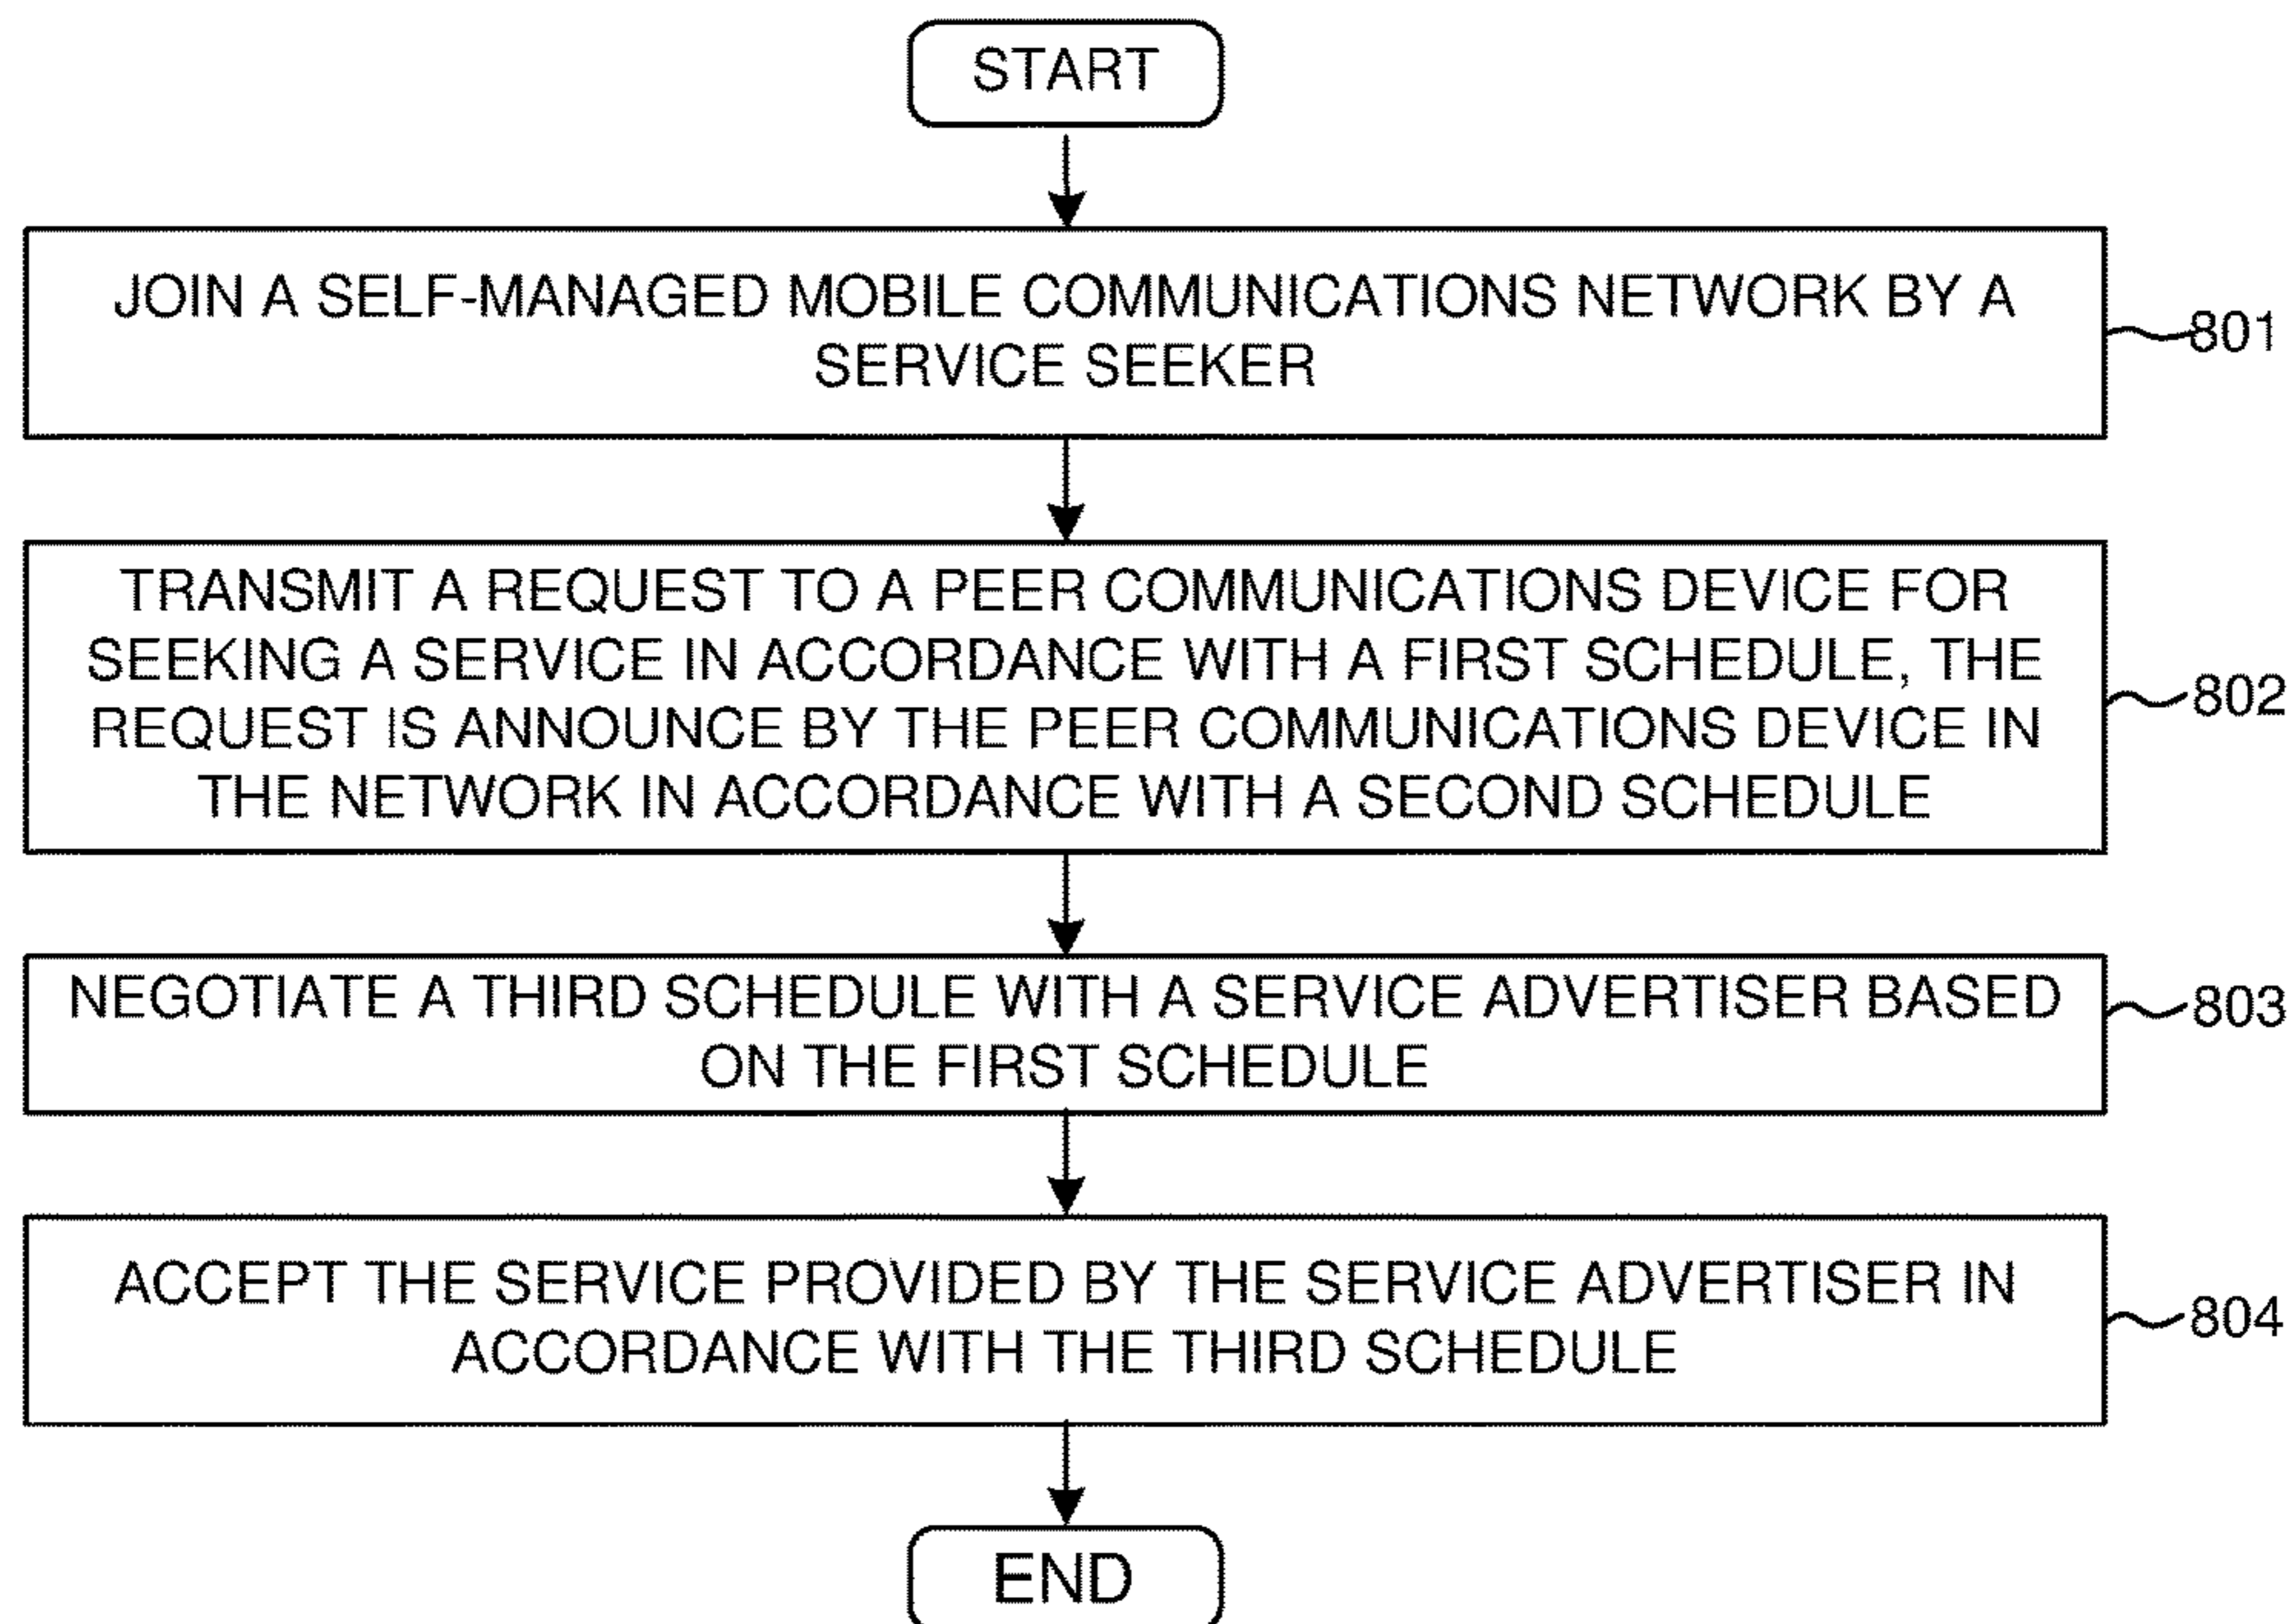 START
JOIN A SELF-MANAGED MOBILE COMMUNICATIONS NETWORK BY A
SERVICE SEEKER
801
TRANSMIT A REQUEST TO A PEER COMMUNICATIONS DEVICE FOR
SEEKING A SERVICE IN ACCORDANCE WITH A FIRST SCHEDULE, THE
REQUEST IS ANNOUNCE BY THE PEER COMMUNICATIONS DEVICE IN
THE NETWORK IN ACCORDANCE WITH A SECOND SCHEDULE
802
NEGOTIATE A THIRD SCHEDULE WITH A SERVICE ADVERTISER BASED
ON THE FIRST SCHEDULE
803
ACCEPT THE SERVICE PROVIDED BY THE SERVICE ADVERTISER IN
ACCORDANCE WITH THE THIRD SCHEDULE
804
END